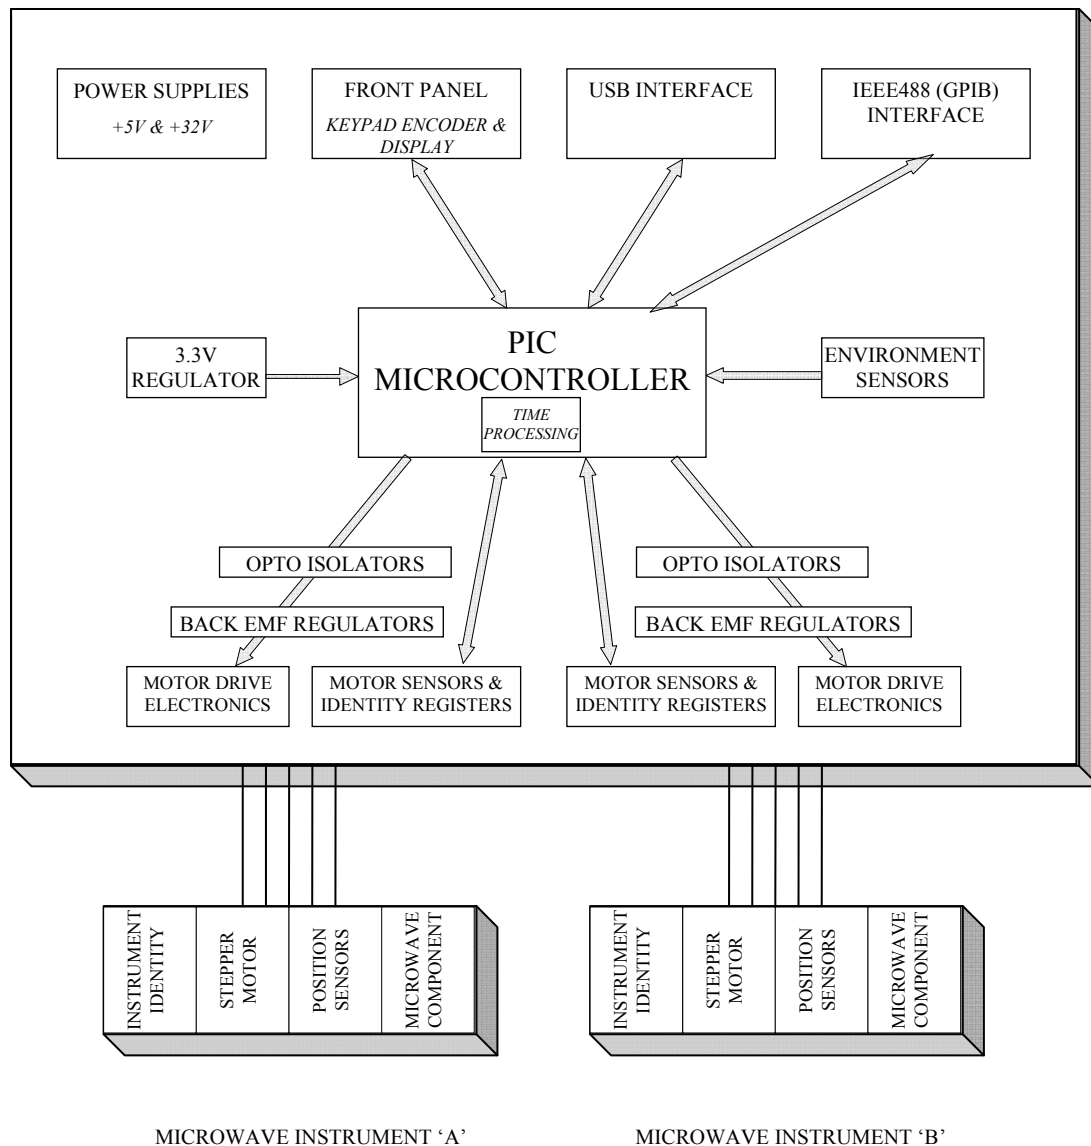 POWER SUPPLIES
+5V & +32V
FRONT PANEL
KEYPAD ENCODER &
DISPLAY
USB INTERFACE
IEEE488 (GPIB)
INTERFACE
3.3V
REGULATOR
PIC
MICROCONTROLLER
TIME
PROCESSING
ENVIRONMENT
SENSORS
OPTO ISOLATORS
OPTO ISOLATORS
BACK EMF REGULATORS
BACK EMF REGULATORS
MOTOR DRIVE
ELECTRONICS
MOTOR SENSORS &
IDENTITY REGISTERS
MOTOR SENSORS &
IDENTITY REGISTERS
MOTOR DRIVE
ELECTRONICS
INSTRUMENT
IDENTITY
STEPPER
MOTOR
POSITION
SENSORS
MICROWAVE
COMPONENT
INSTRUMENT
IDENTITY
STEPPER
MOTOR
POSITION
SENSORS
MICROWAVE
COMPONENT
MICROWAVE INSTRUMENT ‘A’
MICROWAVE INSTRUMENT ‘B’